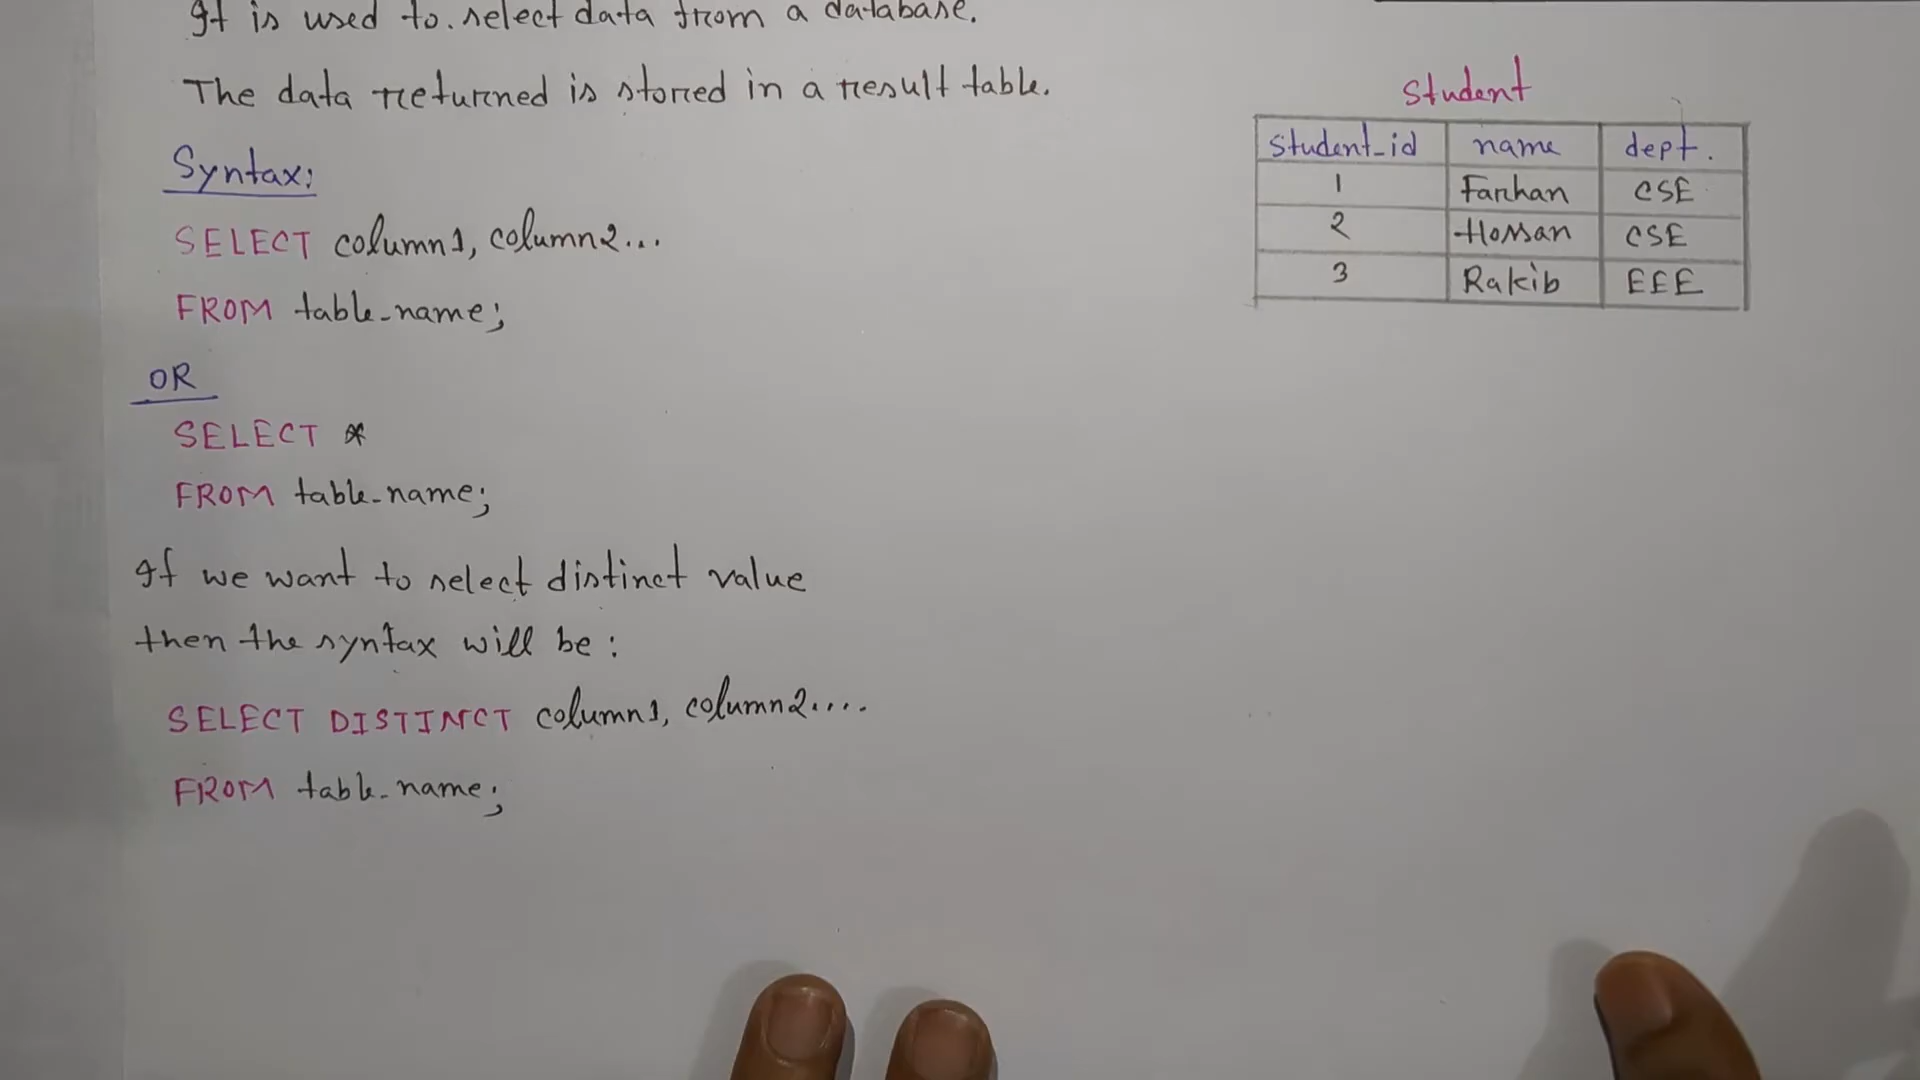 It is used to select data from a database.
The data returned is stored in a result table.
Syntax:
SELECT column1, column2...
FROM table_name;
OR
SELECT *
FROM table_name;
If we want to select distinct value
then the syntax will be:
SELECT DISTINCT column1, column2....
FROM table_name;
Student
student_id name dept.
1 Farhan CSE
2 Hossan CSE
3 Rakib EEE